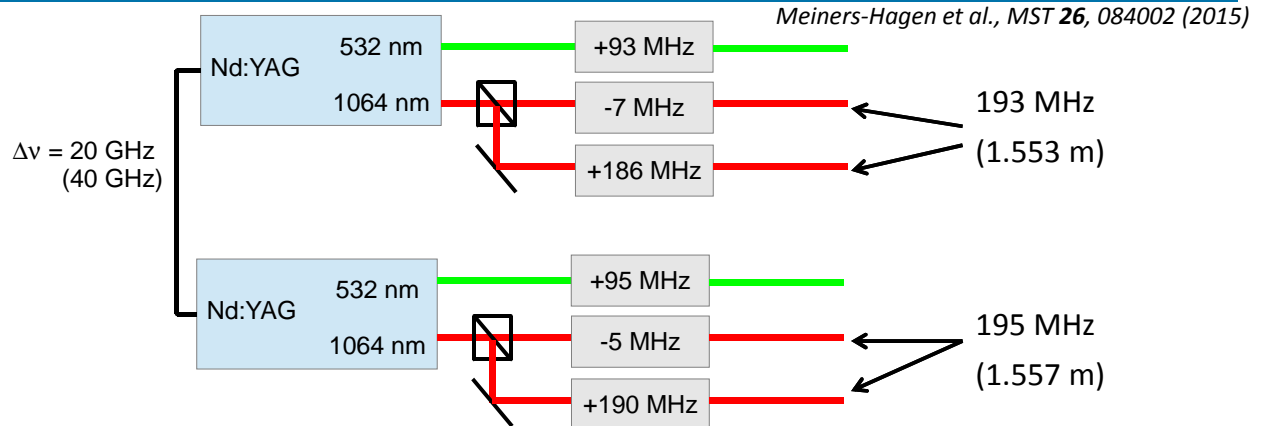 Meiners-Hagen et al., MST 26, 084002 (2015)
532 nm
+93 MHz
Nd:YAG
1064 nm
-7 MHz
193 MHz
(1.553 m)
+186 MHz
Δν = 20 GHz
(40 GHz)
532 nm
+95 MHz
Nd:YAG
1064 nm
-5 MHz
195 MHz
(1.557 m)
+190 MHz